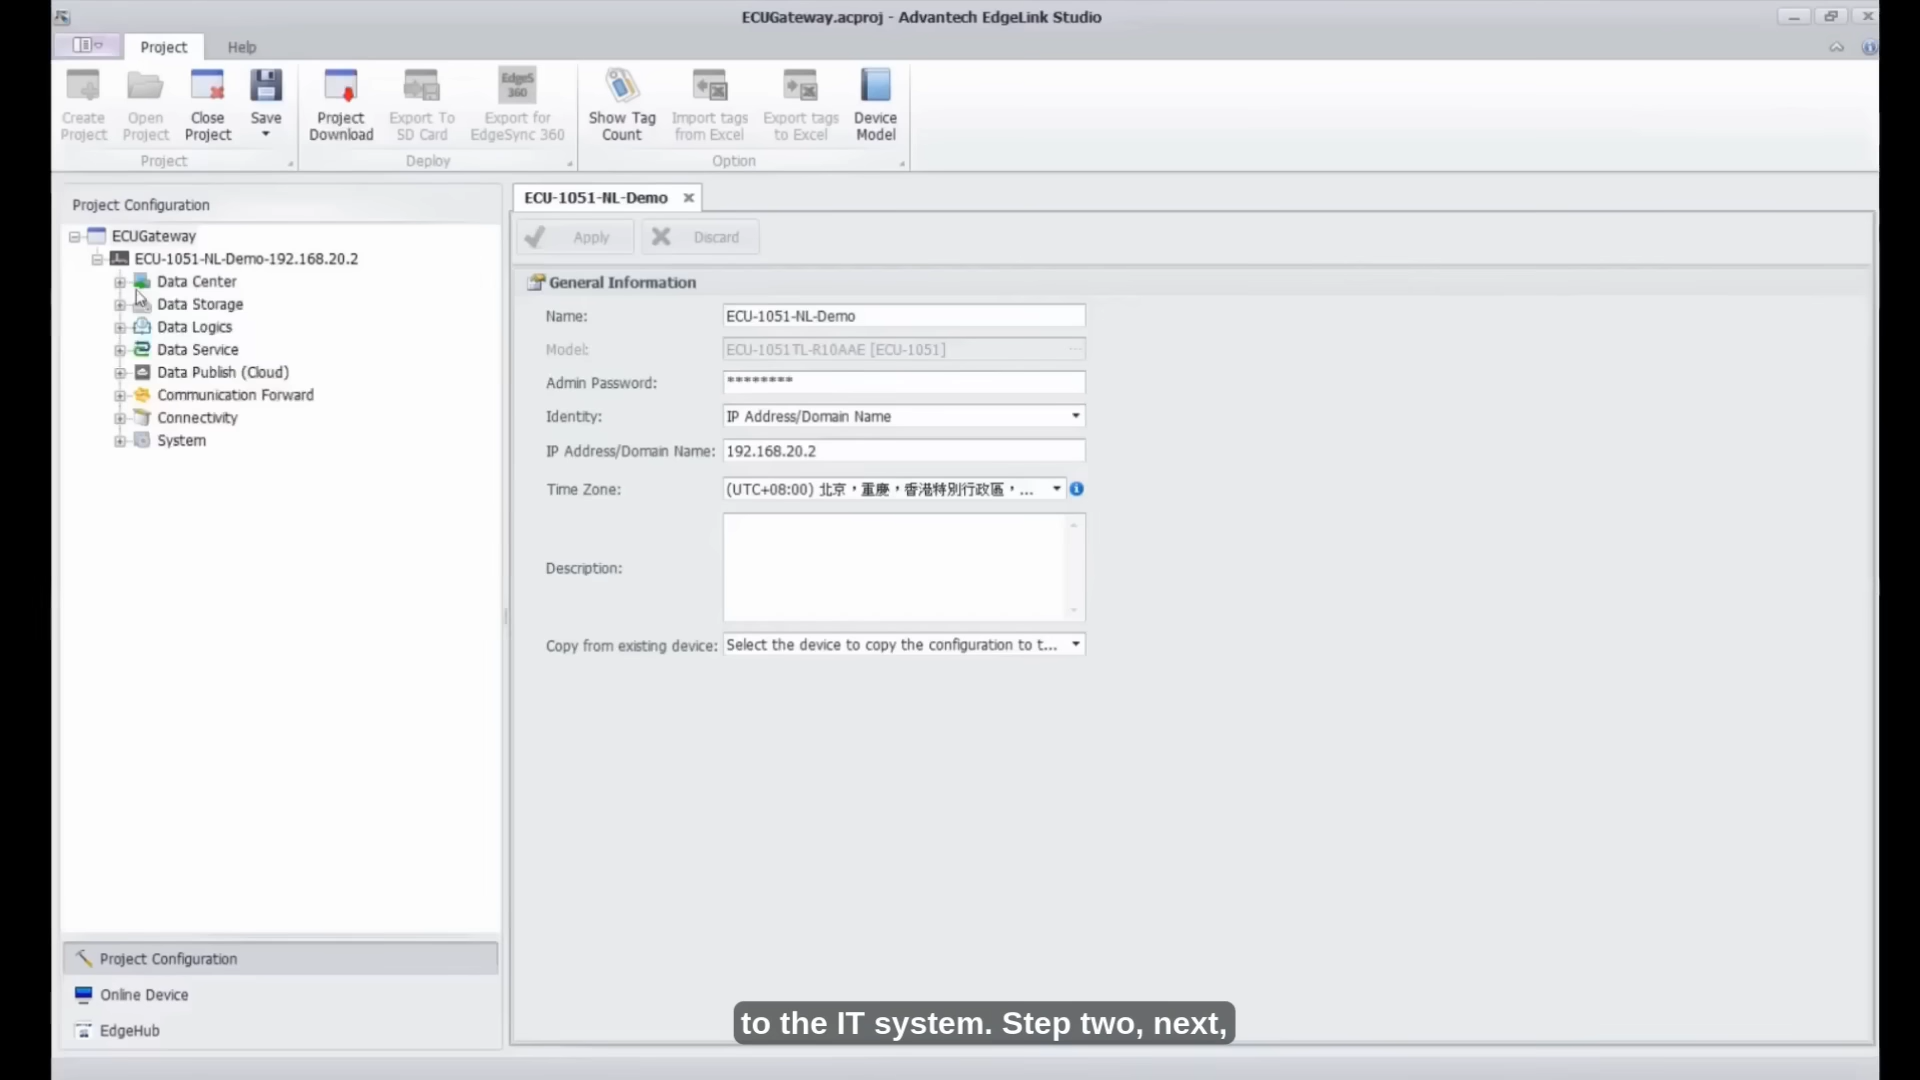 ECUGateway.acproj - Advantech EdgeLink Studio
Project
Help
Create
Project
Open
Project
Close
Project
Save
Project
Project
Download
Export To
SD Card
EdgeS
360
Export for
EdgeSync 360
Deploy
Show Tag
Count
Import tags
from Excel
Export tags
to Excel
Device
Model
Option
Project Configuration
ECUGateway
ECU-1051-NL-Demo-192.168.20.2
Data Center
Data Storage
Data Logics
Data Service
Data Publish (Cloud)
Communication Forward
Connectivity
System
Project Configuration
Online Device
EdgeHub
ECU-1051-NL-Demo
Apply
Discard
General Information
Name: ECU-1051-NL-Demo
Model: ECU-1051TL-R10AAE [ECU-1051]
Admin Password: ********
Identity: IP Address/Domain Name
IP Address/Domain Name: 192.168.20.2
Time Zone: (UTC+08:00) 北京，重慶，香港特別行政區，...
Description:
Copy from existing device: Select the device to copy the configuration to t...
to the IT system. Step two, next,